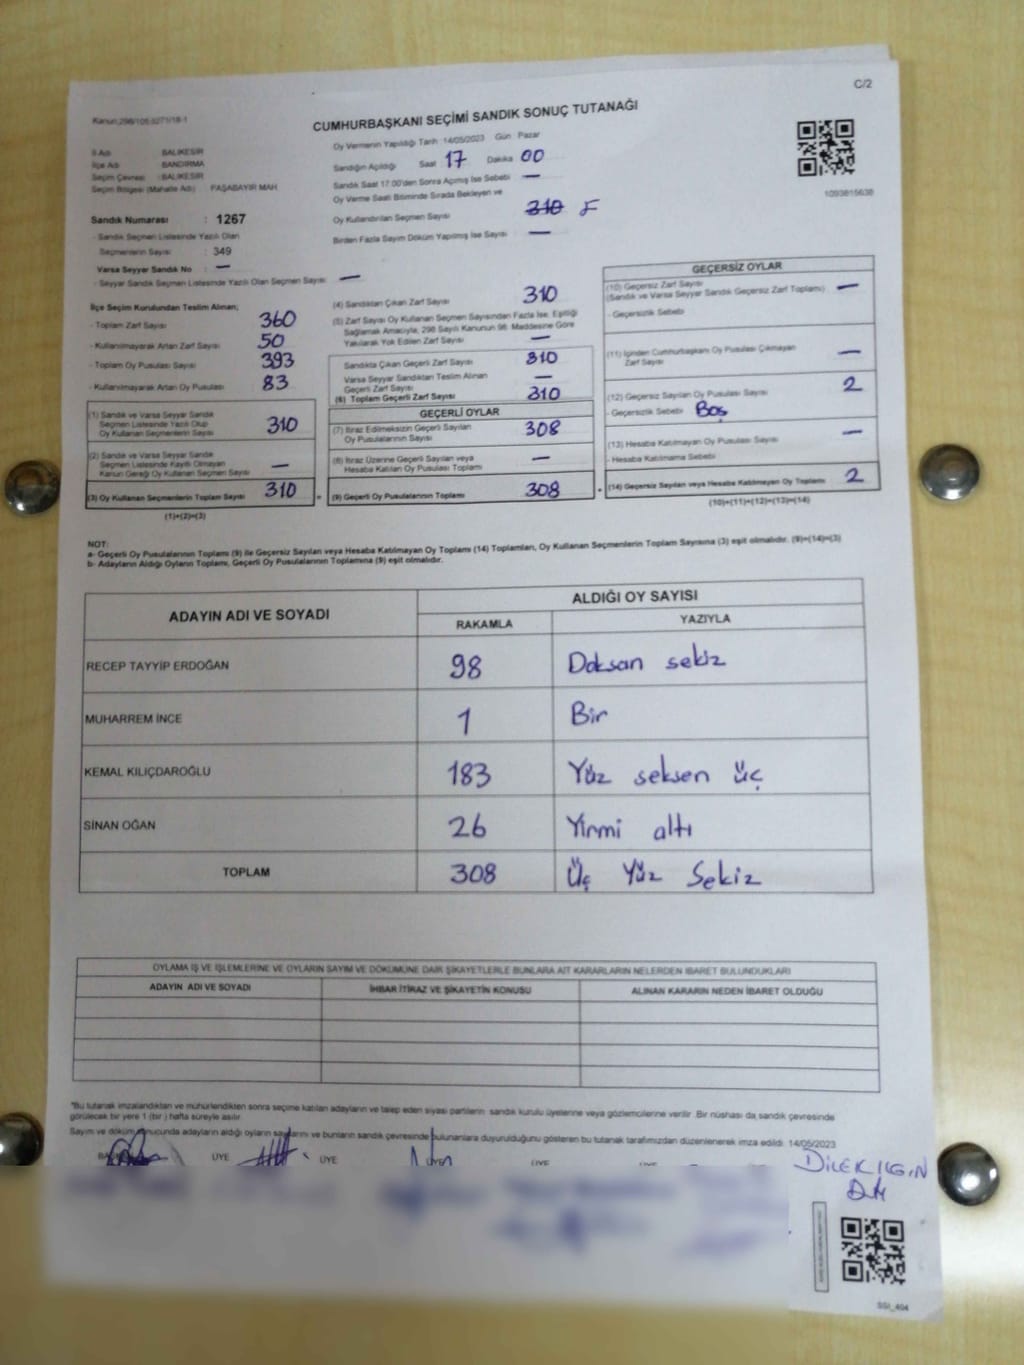 C/2
Kanun:298/105.5271/18-1
CUMHURBAŞKANI SEÇİMİ SANDIK SONUÇ TUTANAĞI
İl Adı : BALIKESİR
İlçe Adı : BANDIRMA
Seçim Çevresi : BALIKESİR
Seçim Bölgesi (Mahalle Adı) : PAŞABAYIR MAH.
Sandık Numarası : 1267
- Sandık Seçmen Listesinde Yazılı Olan
Seçmenlerin Sayısı : 349
Varsa Seyyar Sandık No : —
- Seyyar Sandık Seçmen Listesinde Yazılı Olan Seçmen Sayısı : —
Oy Vermenin Yapıldığı Tarih :14/05/2023 Gün : Pazar
Sandığın Açıldığı Saat 17 Dakika 00
Sandık Saat 17.00'den Sonra Açılmış İse Sebebi —
Oy Verme Saati Bitiminde Sırada Bekleyen ve
Oy Kullandırılan Seçmen Sayısı 310
Birden Fazla Sayım Döküm Yapılmış İse Sayısı —
1093815638
İlçe Seçim Kurulundan Teslim Alınan;
- Toplam Zarf Sayısı 360
- Kullanılmayarak Artan Zarf Sayısı 50
- Toplam Oy Pusulası Sayısı 393
- Kullanılmayarak Artan Oy Pusulası 83
(1) Sandık ve Varsa Seyyar Sandık
Seçmen Listesinde Yazılı Olup
Oy Kullanan Seçmenlerin Sayısı 310
(2) Sandık ve Varsa Seyyar Sandık
Seçmen Listesinde Kayıtlı Olmayan
Kanun Gereği Oy Kullanan Seçmen Sayısı —
(3) Oy Kullanan Seçmenlerin Toplam Sayısı 310
(1)+(2)=(3)
(4) Sandıktan Çıkan Zarf Sayısı 310
(5) Zarf Sayısı Oy Kullanan Seçmen Sayısından Fazla İse, Eşitliği
Sağlamak Amacıyla, 298 Sayılı Kanunun 98. Maddesine Göre
Yakılarak Yok Edilen Zarf Sayısı —
Sandıkta Çıkan Geçerli Zarf Sayısı 310
Varsa Seyyar Sandıktan Teslim Alınan
Geçerli Zarf Sayısı —
(6) Toplam Geçerli Zarf Sayısı 310
GEÇERLİ OYLAR
(7) İtiraz Edilmeksizin Geçerli Sayılan
Oy Pusulalarının Sayısı 308
(8) İtiraz Üzerine Geçerli Sayılan veya
Hesaba Katılan Oy Pusulası Toplamı —
(9) Geçerli Oy Pusulalarının Toplamı 308
GEÇERSİZ OYLAR
(10) Geçersiz Zarf Sayısı —
(Sandık ve Varsa Seyyar Sandık Geçersiz Zarf Toplamı)
- Geçersizlik Sebebi
(11) İçinden Cumhurbaşkanı Oy Pusulası Çıkmayan
Zarf Sayısı —
(12) Geçersiz Sayılan Oy Pusulası Sayısı 2
- Geçersizlik Sebebi Boş
(13) Hesaba Katılmayan Oy Pusulası Sayısı —
- Hesaba Katılmama Sebebi
(14) Geçersiz Sayılan veya Hesaba Katılmayan Oy Toplamı 2
(10)+(11)+(12)+(13)=(14)
NOT:
a- Geçerli Oy Pusulalarının Toplamı (9) ile Geçersiz Sayılan veya Hesaba Katılmayan Oy Toplamı (14) Toplamları, Oy Kullanan Seçmenlerin Toplam Sayısına (3) eşit olmalıdır. (9)+(14)=(3)
b- Adayların Aldığı Oyların Toplamı, Geçerli Oy Pusulalarının Toplamına (9) eşit olmalıdır.
ADAYIN ADI VE SOYADI ALDIĞI OY SAYISI
RAKAMLA YAZIYLA
RECEP TAYYİP ERDOĞAN 98 Doksan sekiz
MUHARREM İNCE 1 Bir
KEMAL KILIÇDAROĞLU 183 Yüz seksen üç
SİNAN OĞAN 26 Yirmi altı
TOPLAM 308 Üç Yüz Sekiz
OYLAMA İŞ VE İŞLEMLERİNE VE OYLARIN SAYIM VE DÖKÜMÜNE DAİR ŞİKAYETLERLE BUNLARA AİT KARARLARIN NELERDEN İBARET BULUNDUKLARI
ADAYIN ADI VE SOYADI İHBAR İTİRAZ VE ŞİKAYETİN KONUSU ALINAN KARARIN NEDEN İBARET OLDUĞU
*Bu tutanak imzalandıktan ve mühürlendikten sonra seçime katılan adayların ve talep eden siyasi partilerin sandık kurulu üyelerine veya gözlemcilerine verilir. Bir nüshası da sandık çevresinde
görülecek bir yere 1 (bir) hafta süreyle asılır.
Sayım ve döküm sonucunda adayların aldığı oyların sayılarını ve bunların sandık çevresinde bulunanlara duyurulduğunu gösteren bu tutanak tarafımızdan düzenlenerek imza edildi. 14/05/2023
ÜYE ÜYE ÜYE
DİLEK ILGIN
SSI_404